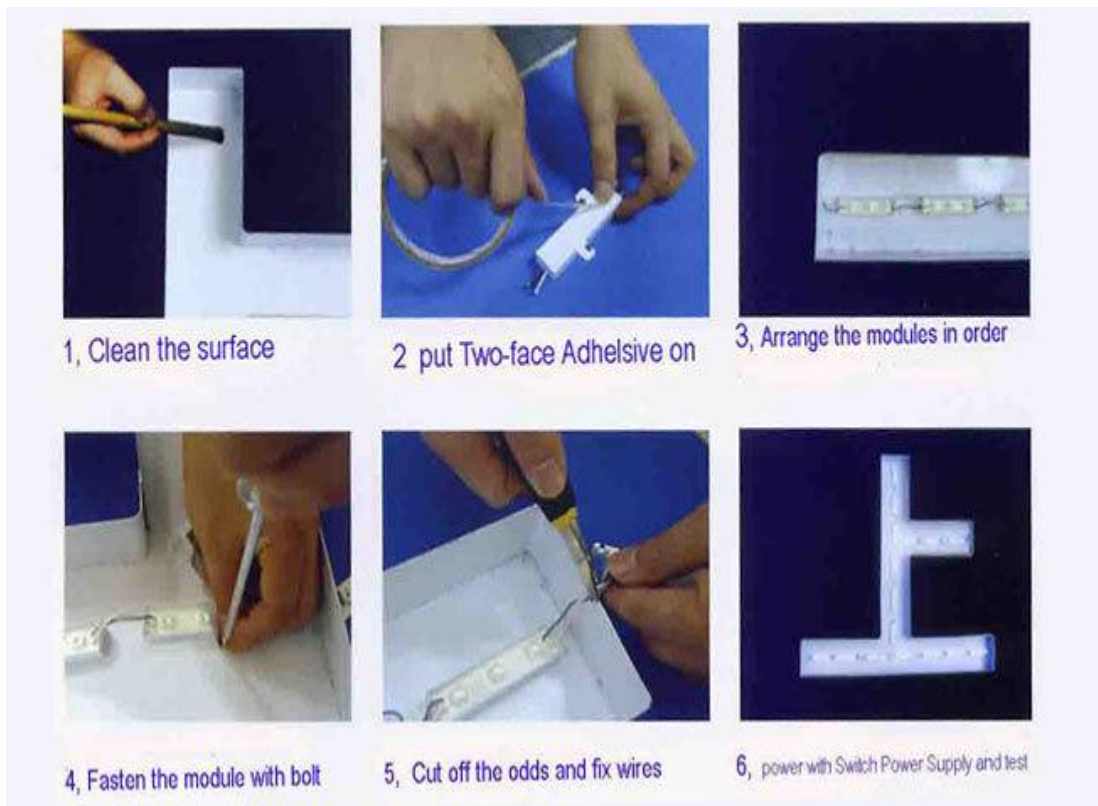 1, Clean the surface
2 put Two-face Adhelsive on
3, Arrange the modules in order
4, Fasten the module with bolt
5, Cut off the odds and fix wires
6, power with Switch Power Supply and test